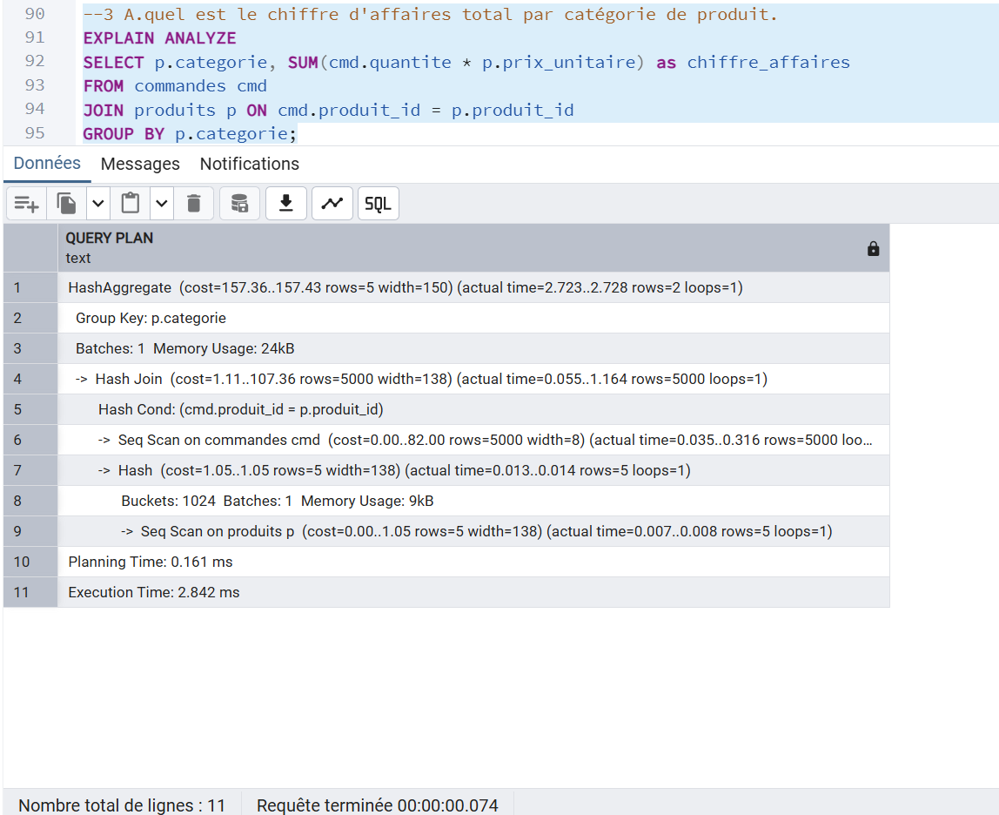 90 --3 A.quel est le chiffre d'affaires total par catégorie de produit.
91 EXPLAIN ANALYZE
92 SELECT p.categorie, SUM(cmd.quantite * p.prix_unitaire) as chiffre_affaires
93 FROM commandes cmd
94 JOIN produits p ON cmd.produit_id = p.produit_id
95 GROUP BY p.categorie;
Données Messages Notifications
SQL
QUERY PLAN
text
1 HashAggregate (cost=157.36..157.43 rows=5 width=150) (actual time=2.723..2.728 rows=2 loops=1)
2 Group Key: p.categorie
3 Batches: 1 Memory Usage: 24kB
4 -> Hash Join (cost=1.11..107.36 rows=5000 width=138) (actual time=0.055..1.164 rows=5000 loops=1)
5 Hash Cond: (cmd.produit_id = p.produit_id)
6 -> Seq Scan on commandes cmd (cost=0.00..82.00 rows=5000 width=8) (actual time=0.035..0.316 rows=5000 loo...
7 -> Hash (cost=1.05..1.05 rows=5 width=138) (actual time=0.013..0.014 rows=5 loops=1)
8 Buckets: 1024 Batches: 1 Memory Usage: 9kB
9 -> Seq Scan on produits p (cost=0.00..1.05 rows=5 width=138) (actual time=0.007..0.008 rows=5 loops=1)
10 Planning Time: 0.161 ms
11 Execution Time: 2.842 ms
Nombre total de lignes : 11 Requête terminée 00:00:00.074